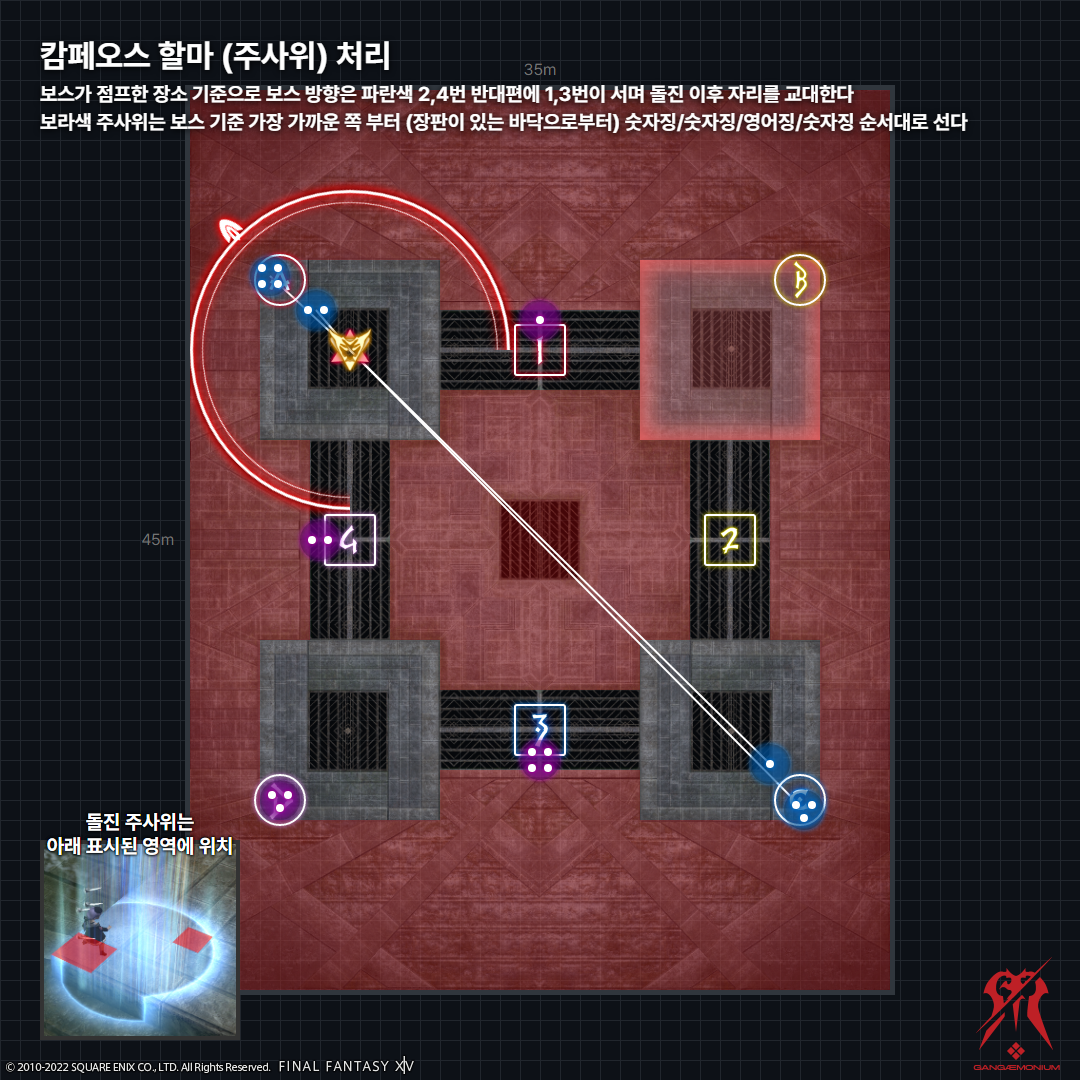 캄페오스 할마 (주사위) 처리
35m
보스가 점프한 장소 기준으로 보스 방향은 파란색 2,4번 반대편에 1,3번이 서며 돌진 이후 자리를 교대한다
보라색 주사위는 보스 기준 가장 가까운 쪽 부터 (장판이 있는 바닥으로부터) 숫자징/숫자징/영어징/숫자징 순서대로 선다
B
1
45m
4
2
3
돌진 주사위는
아래 표시된 영역에 위치
© 2010-2022 SQUARE ENIX CO., LTD. All Rights Reserved. FINAL FANTASY XIV
GANGÆMONIUM